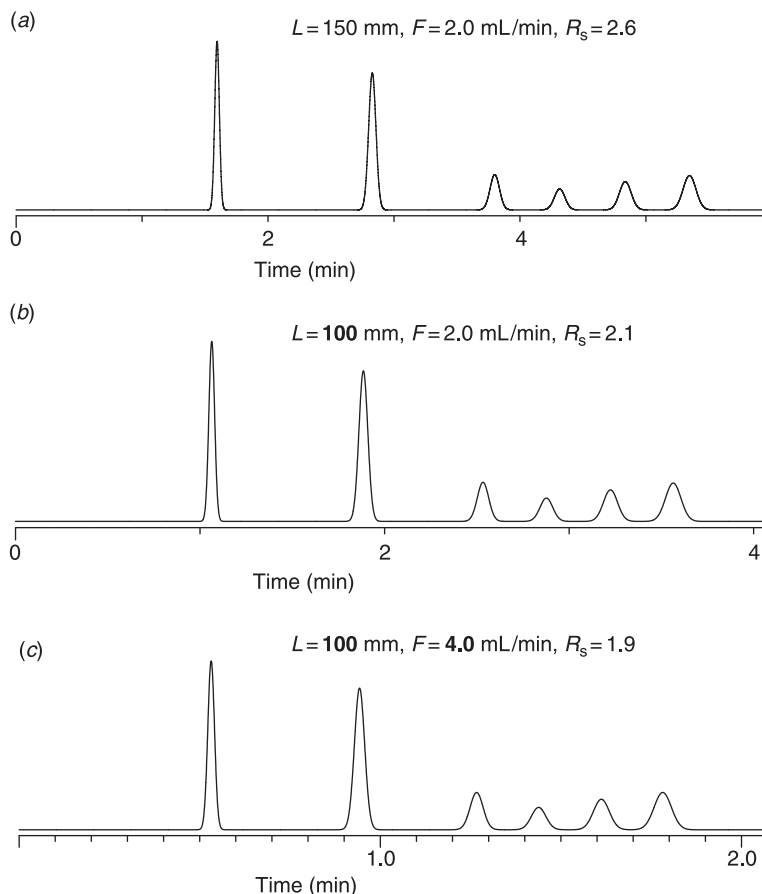 (a)
L = 150 mm, F = 2.0 mL/min, Rs = 2.6
0 2 4
Time (min)
(b)
L = 100 mm, F = 2.0 mL/min, Rs = 2.1
0 2 4
Time (min)
(c)
L = 100 mm, F = 4.0 mL/min, Rs = 1.9
1.0 2.0
Time (min)